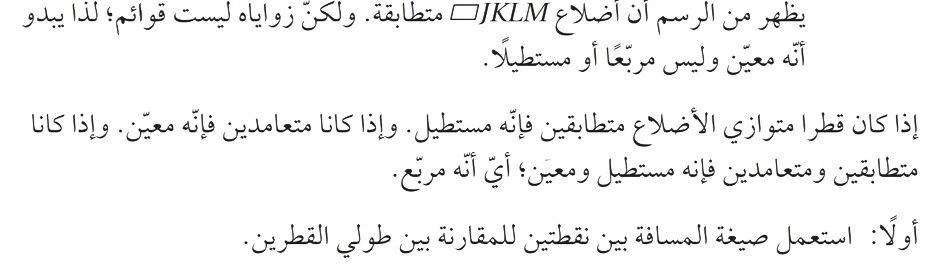 يظهر من الرسم أن أضلاع ▱JKLM متطابقة. ولكنّ زواياه ليست قوائم؛ لذا يبدو
أنّه معيّن وليس مربّعًا أو مستطيلًا.
إذا كان قطرا متوازي الأضلاع متطابقين فإنّه مستطيل. وإذا كانا متعامدين فإنّه معيّن. وإذا كانا
متطابقين ومتعامدين فإنه مستطيل ومعيَن؛ أيّ أنّه مربّع.
أولًا: استعمل صيغة المسافة بين نقطتين للمقارنة بين طولي القطرين.